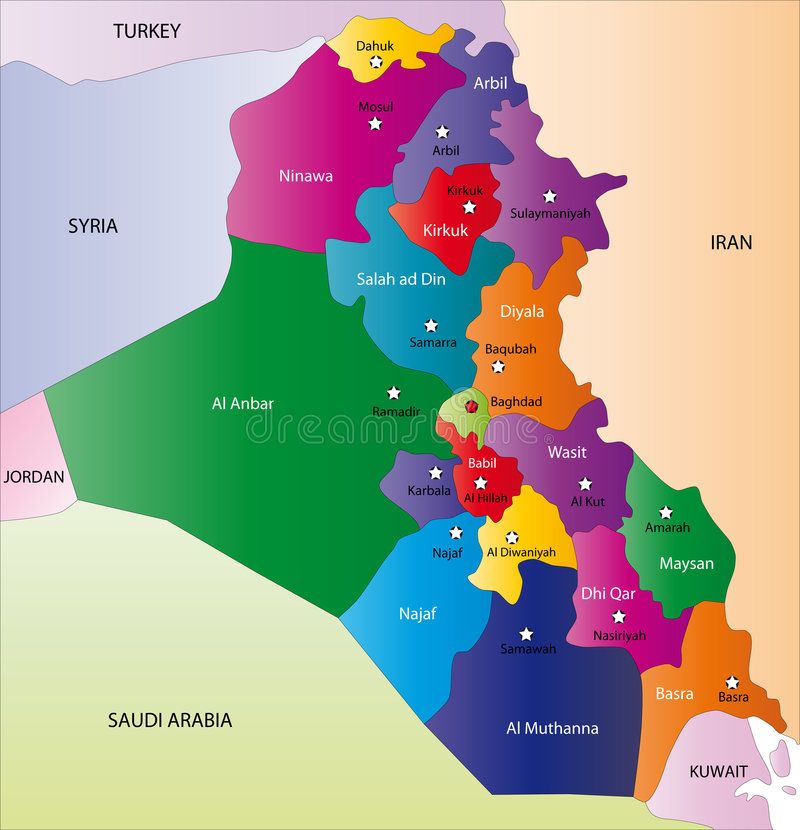 TURKEY
Dahuk
Arbil
Mosul
Arbil
Ninawa
Kirkuk
Sulaymaniyah
SYRIA
Kirkuk
IRAN
Salah ad Din
Diyala
Samarra
Baqubah
Al Anbar
Ramadir
Baghdad
dreamstime.com
Wasit
Babil
JORDAN
Karbala
Al Hillah
Al Kut
Amarah
Najaf
Al Diwaniyah
Maysan
Dhi Qar
Najaf
Nasiriyah
Samawah
Basra
Basra
SAUDI ARABIA
Al Muthanna
KUWAIT